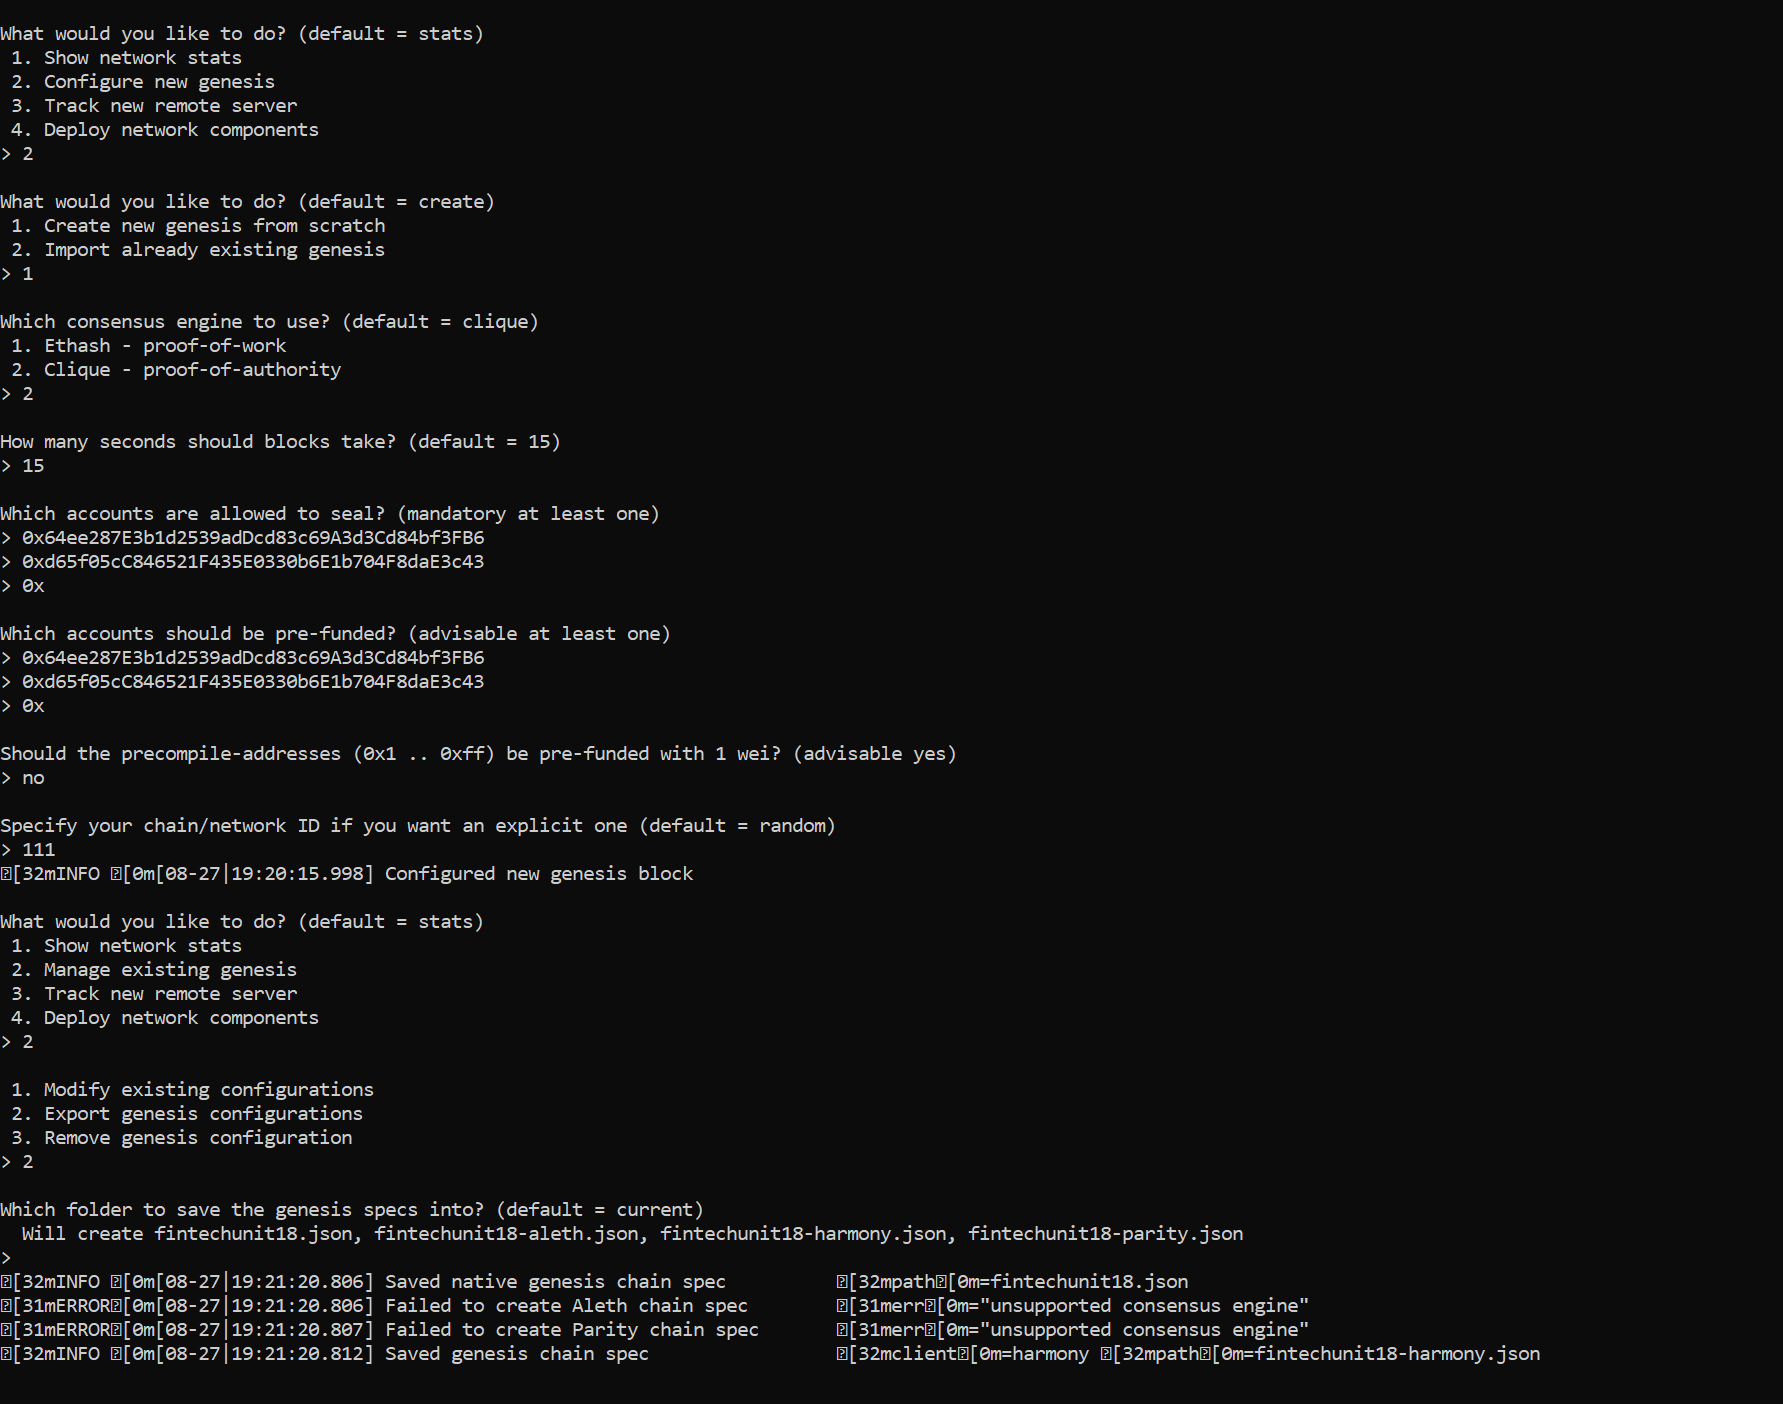 What would you like to do? (default = stats)
 1. Show network stats
 2. Configure new genesis
 3. Track new remote server
 4. Deploy network components
> 2
What would you like to do? (default = create)
 1. Create new genesis from scratch
 2. Import already existing genesis
> 1
Which consensus engine to use? (default = clique)
 1. Ethash - proof-of-work
 2. Clique - proof-of-authority
> 2
How many seconds should blocks take? (default = 15)
> 15
Which accounts are allowed to seal? (mandatory at least one)
> 0x64ee287E3b1d2539adDcd83c69A3d3Cd84bf3FB6
> 0xd65f05cC846521F435E0330b6E1b704F8daE3c43
> 0x
Which accounts should be pre-funded? (advisable at least one)
> 0x64ee287E3b1d2539adDcd83c69A3d3Cd84bf3FB6
> 0xd65f05cC846521F435E0330b6E1b704F8daE3c43
> 0x
Should the precompile-addresses (0x1 .. 0xff) be pre-funded with 1 wei? (advisable yes)
> no
Specify your chain/network ID if you want an explicit one (default = random)
> 111
⍰[32mINFO ⍰[0m[08-27|19:20:15.998] Configured new genesis block
What would you like to do? (default = stats)
 1. Show network stats
 2. Manage existing genesis
 3. Track new remote server
 4. Deploy network components
> 2
 1. Modify existing configurations
 2. Export genesis configurations
 3. Remove genesis configuration
> 2
Which folder to save the genesis specs into? (default = current)
  Will create fintechunit18.json, fintechunit18-aleth.json, fintechunit18-harmony.json, fintechunit18-parity.json
>
⍰[32mINFO ⍰[0m[08-27|19:21:20.806] Saved native genesis chain spec ⍰[32mpath⍰[0m=fintechunit18.json
⍰[31mERROR⍰[0m[08-27|19:21:20.806] Failed to create Aleth chain spec ⍰[31merr⍰[0m="unsupported consensus engine"
⍰[31mERROR⍰[0m[08-27|19:21:20.807] Failed to create Parity chain spec ⍰[31merr⍰[0m="unsupported consensus engine"
⍰[32mINFO ⍰[0m[08-27|19:21:20.812] Saved genesis chain spec ⍰[32mclient⍰[0m=harmony ⍰[32mpath⍰[0m=fintechunit18-harmony.json